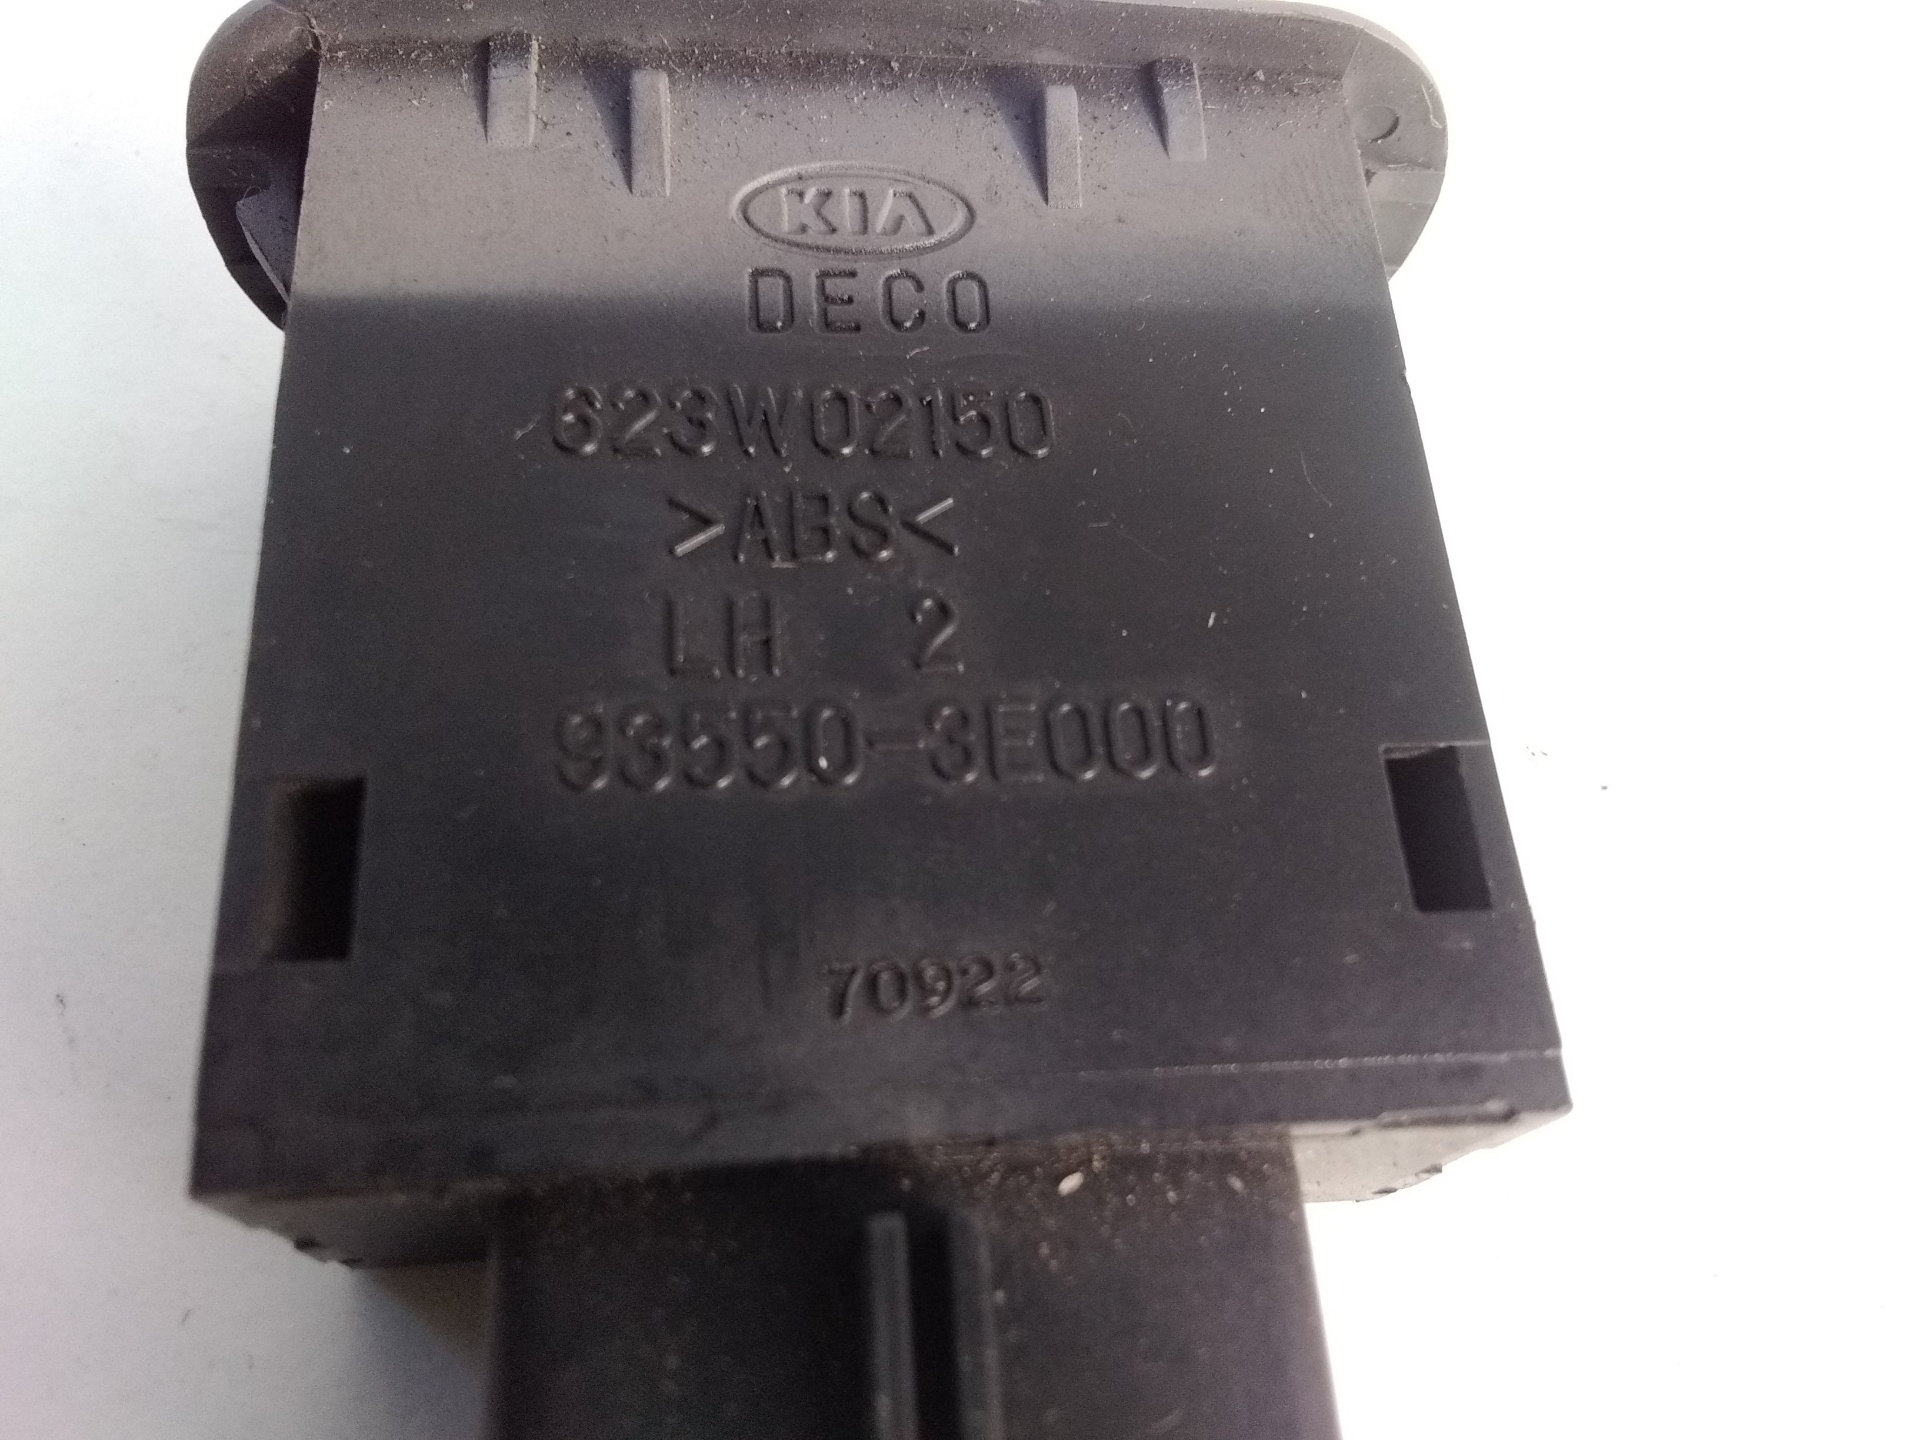 KIA
DECO
623W02150
>ABS<
LH 2
93550-3E000
70922